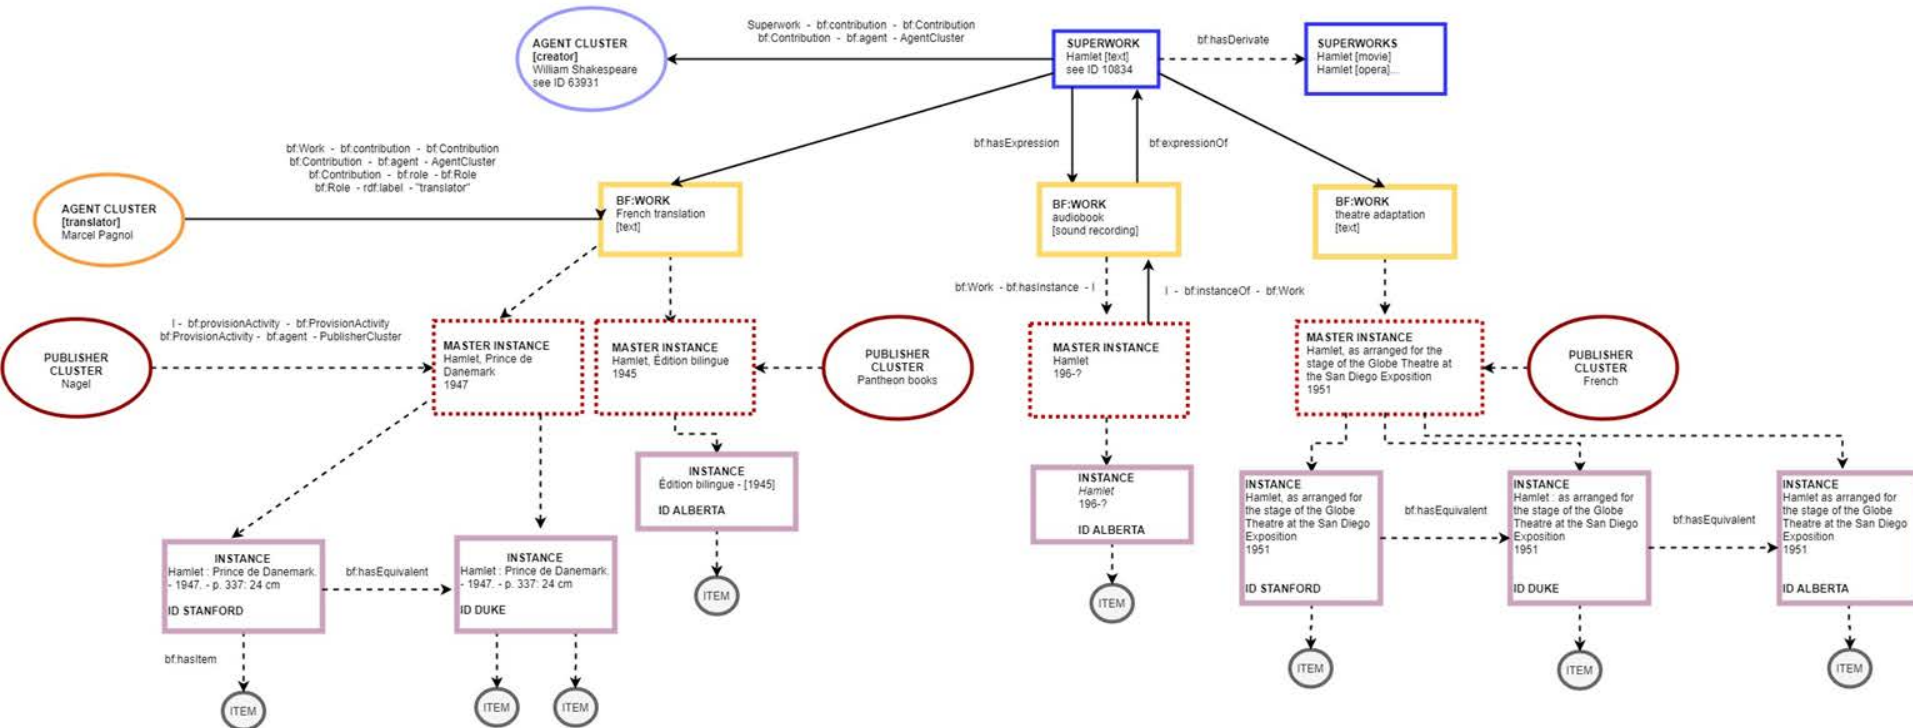 Superwork - bf:contribution - bf:Contribution
bf:Contribution - bf:agent - AgentCluster
AGENT CLUSTER
[creator]
William Shakespeare
see ID 63931
SUPERWORK
Hamlet [text]
see ID 10834
bf:hasDerivate
SUPERWORKS
Hamlet [movie]
Hamlet [opera]...
bf:Work - bf:contribution - bf:Contribution
bf:Contribution - bf:agent - AgentCluster
bf:Contribution - bf:role - bf:Role
bf:Role - rdf:label - "translator"
bf:hasExpression
bf:expressionOf
AGENT CLUSTER
[translator]
Marcel Pagnol
BF:WORK
French translation
[text]
BF:WORK
audiobook
[sound recording]
BF:WORK
theatre adaptation
[text]
bf:Work - bf:hasInstance - I
I - bf:instanceOf - bf:Work
I - bf:provisionActivity - bf:ProvisionActivity
bf:ProvisionActivity - bf:agent - PublisherCluster
PUBLISHER
CLUSTER
Nagel
MASTER INSTANCE
Hamlet, Prince de
Danemark
1947
MASTER INSTANCE
Hamlet, Édition bilingue
1945
PUBLISHER
CLUSTER
Pantheon books
MASTER INSTANCE
Hamlet
196-?
MASTER INSTANCE
Hamlet, as arranged for the
stage of the Globe Theatre at
the San Diego Exposition
1951
PUBLISHER
CLUSTER
French
INSTANCE
Édition bilingue - [1945]
ID ALBERTA
INSTANCE
Hamlet
196-?
ID ALBERTA
INSTANCE
Hamlet, as arranged for
the stage of the Globe
Theatre at the San Diego
Exposition
1951
ID STANFORD
bf:hasEquivalent
INSTANCE
Hamlet : as arranged for
the stage of the Globe
Theatre at the San Diego
Exposition
1951
ID DUKE
bf:hasEquivalent
INSTANCE
Hamlet as arranged for
the stage of the Globe
Theatre at the San Diego
Exposition
1951
ID ALBERTA
INSTANCE
Hamlet : Prince de Danemark.
- 1947. - p. 337: 24 cm
ID STANFORD
bf:hasEquivalent
INSTANCE
Hamlet : Prince de Danemark.
- 1947. - p. 337: 24 cm
ID DUKE
ITEM
ITEM
bf:hasItem
ITEM
ITEM
ITEM
ITEM
ITEM
ITEM